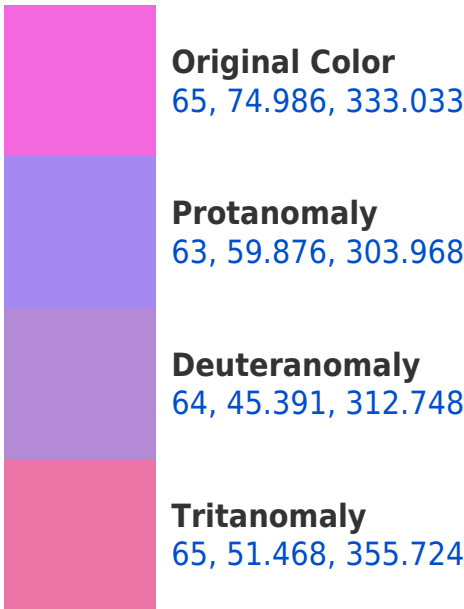 Original Color
65, 74.986, 333.033
Protanomaly
63, 59.876, 303.968
Deuteranomaly
64, 45.391, 312.748
Tritanomaly
65, 51.468, 355.724